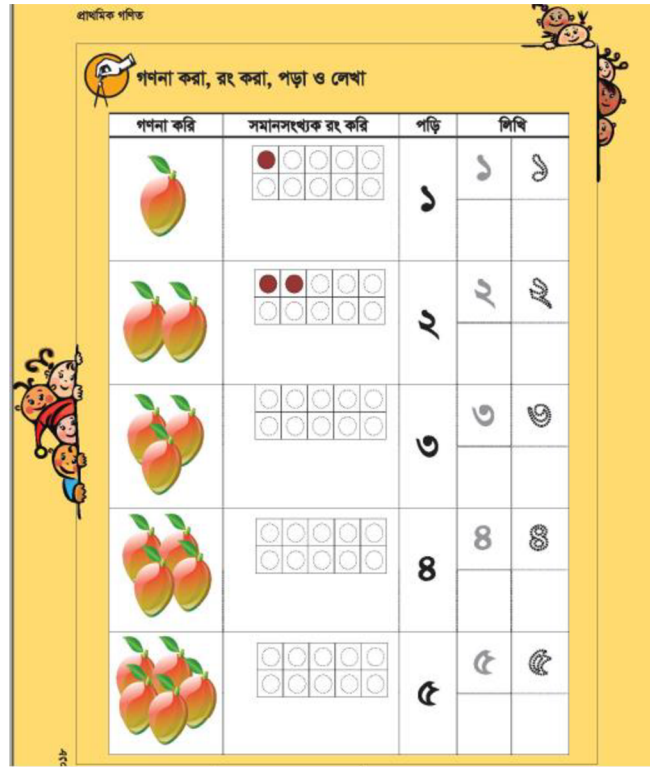 প্রাথমিক গণিত
গণনা করা, রং করা, পড়া ও লেখা
গণনা করি সমানসংখ্যক রং করি পড়ি লিখি
১ ১ ১
২ ২ ২
৩ ৩ ৩
৪ ৪ ৪
৫ ৫ ৫